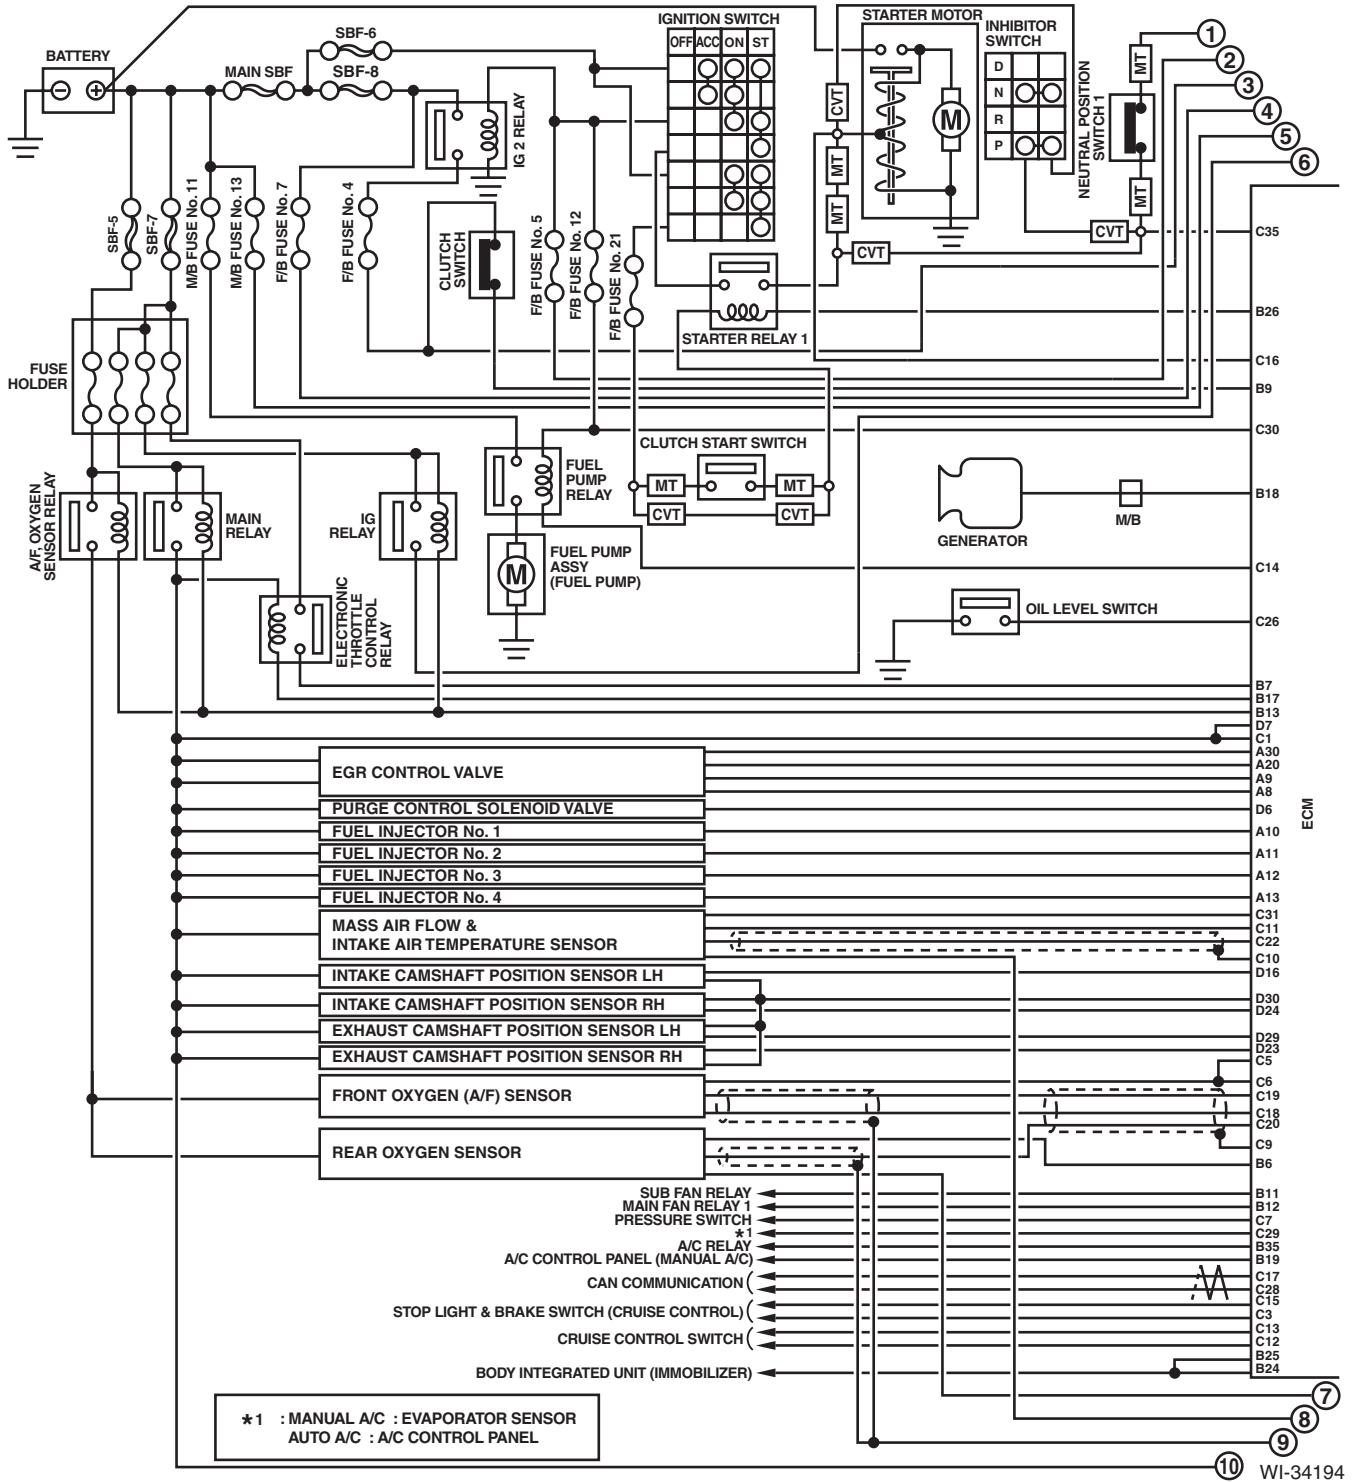 IGNITION SWITCH
STARTER MOTOR
INHIBITOR
SWITCH
SBF-6
BATTERY
OFF
ACC
ON
ST
MAIN SBF
SBF-8
MT
1
2
3
4
5
6
D
N
R
P
CVT
M
NEUTRAL POSITION
SWITCH 1
IG 2 RELAY
MT
MT
MT
CVT
CVT
C35
SBF-5
SBF-7
M/B FUSE No. 11
M/B FUSE No. 13
F/B FUSE No. 7
F/B FUSE No. 4
CLUTCH
SWITCH
F/B FUSE No. 5
F/B FUSE No. 12
F/B FUSE No. 21
STARTER RELAY 1
B26
C16
B9
FUSE
HOLDER
C30
CLUTCH START SWITCH
MT
MT
CVT
CVT
FUEL
PUMP
RELAY
A/F, OXYGEN
SENSOR RELAY
MAIN
RELAY
IG
RELAY
GENERATOR
M/B
B18
M
FUEL PUMP
ASSY
(FUEL PUMP)
C14
ELECTRONIC
THROTTLE
CONTROL
RELAY
OIL LEVEL SWITCH
C26
B7
B17
B13
D7
C1
EGR CONTROL VALVE
A30
A20
A9
A8
PURGE CONTROL SOLENOID VALVE
D6
ECM
FUEL INJECTOR No. 1
A10
FUEL INJECTOR No. 2
A11
FUEL INJECTOR No. 3
A12
FUEL INJECTOR No. 4
A13
MASS AIR FLOW &
INTAKE AIR TEMPERATURE SENSOR
C31
C11
C22
C10
INTAKE CAMSHAFT POSITION SENSOR LH
D16
INTAKE CAMSHAFT POSITION SENSOR RH
D30
D24
EXHAUST CAMSHAFT POSITION SENSOR LH
D29
EXHAUST CAMSHAFT POSITION SENSOR RH
D23
C5
FRONT OXYGEN (A/F) SENSOR
C6
C19
C18
C20
REAR OXYGEN SENSOR
C9
B6
SUB FAN RELAY
B11
MAIN FAN RELAY 1
B12
PRESSURE SWITCH
C7
*1
C29
A/C RELAY
B35
A/C CONTROL PANEL (MANUAL A/C)
B19
CAN COMMUNICATION
C17
C28
STOP LIGHT & BRAKE SWITCH (CRUISE CONTROL)
C15
C3
CRUISE CONTROL SWITCH
C13
C12
BODY INTEGRATED UNIT (IMMOBILIZER)
B25
B24
7
8
9
10
*1 : MANUAL A/C : EVAPORATOR SENSOR
AUTO A/C : A/C CONTROL PANEL
WI-34194